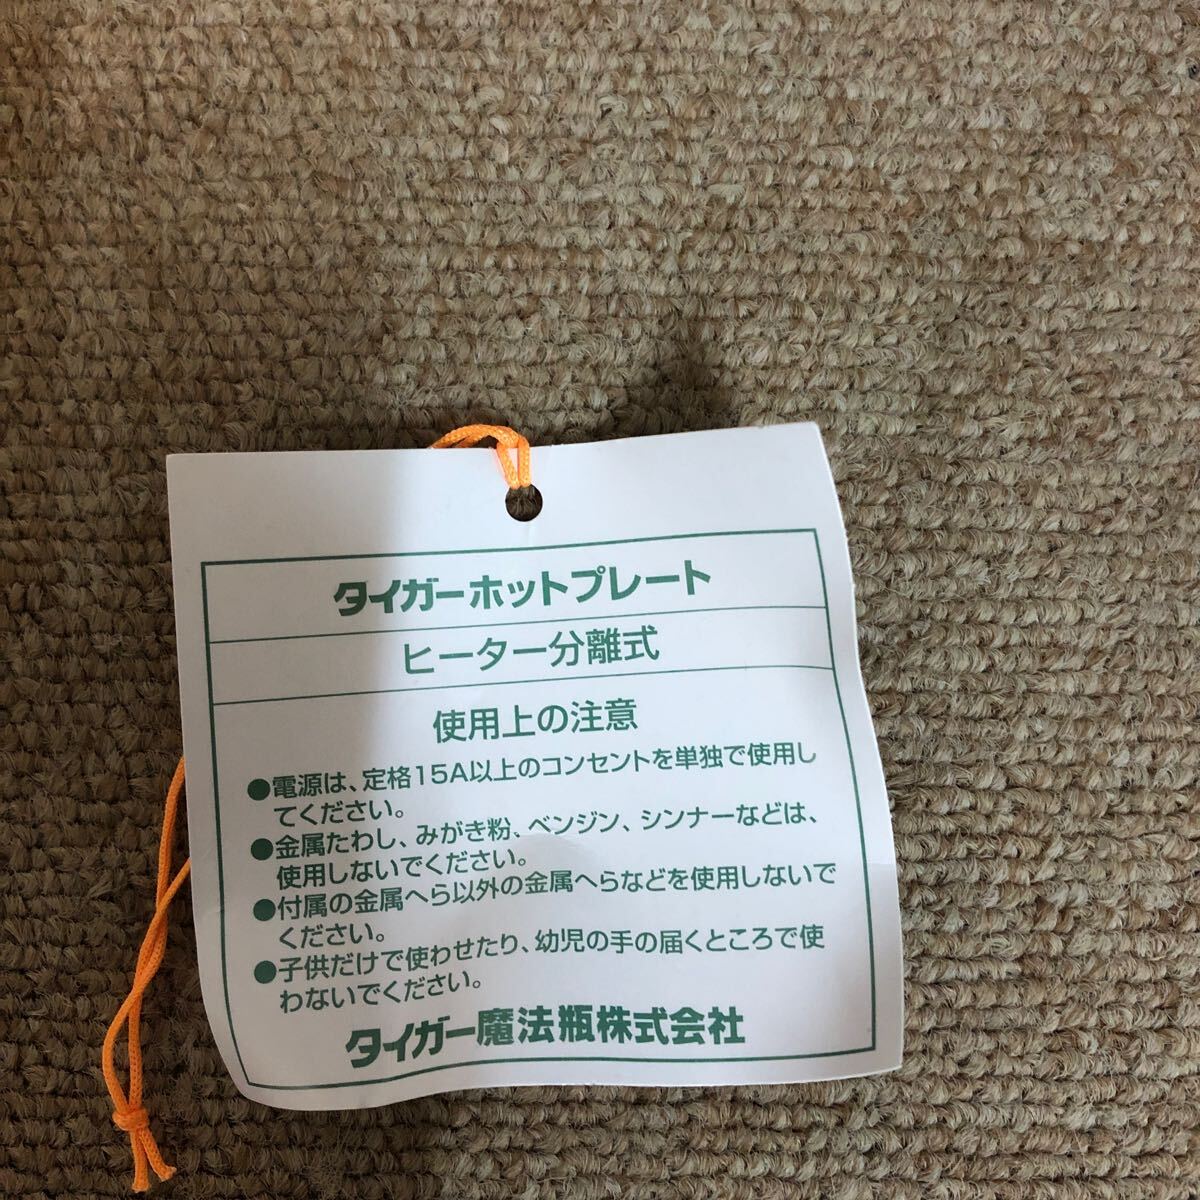 タイガーホットプレート
ヒーター分離式
使用上の注意
●電源は、定格15A以上のコンセントを単独で使用し
てください。
●金属たわし、みがき粉、ベンジン、シンナーなどは、
使用しないでください。
●付属の金属へら以外の金属へらなどを使用しないで
ください。
●子供だけで使わせたり、幼児の手の届くところで使
わないでください。
タイガー魔法瓶株式会社